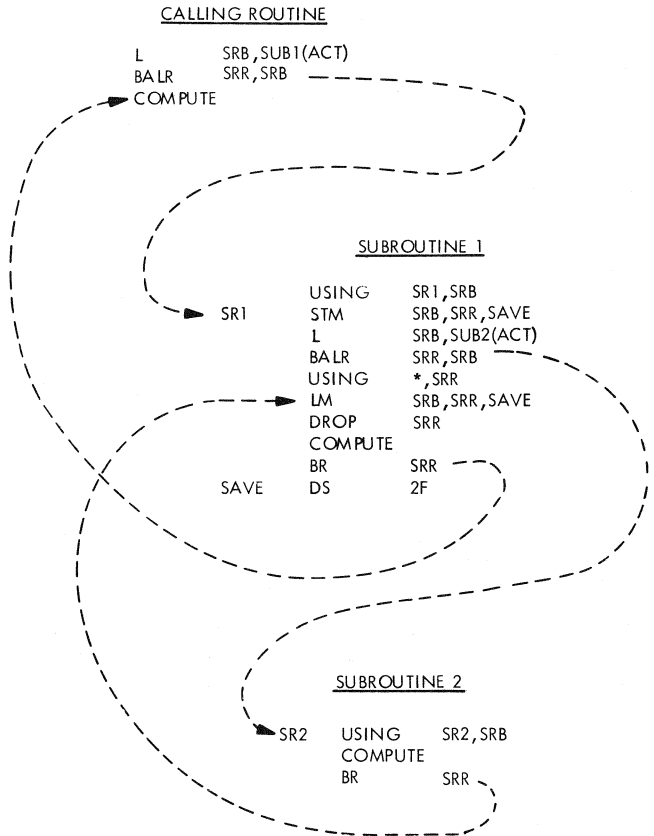 CALLING ROUTINE
L SRB,SUB1(ACT)
BALR SRR,SRB
COMPUTE
SUBROUTINE 1
USING SR1,SRB
SR1 STM SRB,SRR,SAVE
L SRB,SUB2(ACT)
BALR SRR,SRB
USING *,SRR
LM SRB,SRR,SAVE
DROP SRR
COMPUTE
BR SRR
SAVE DS 2F
SUBROUTINE 2
SR2 USING SR2,SRB
COMPUTE
BR SRR